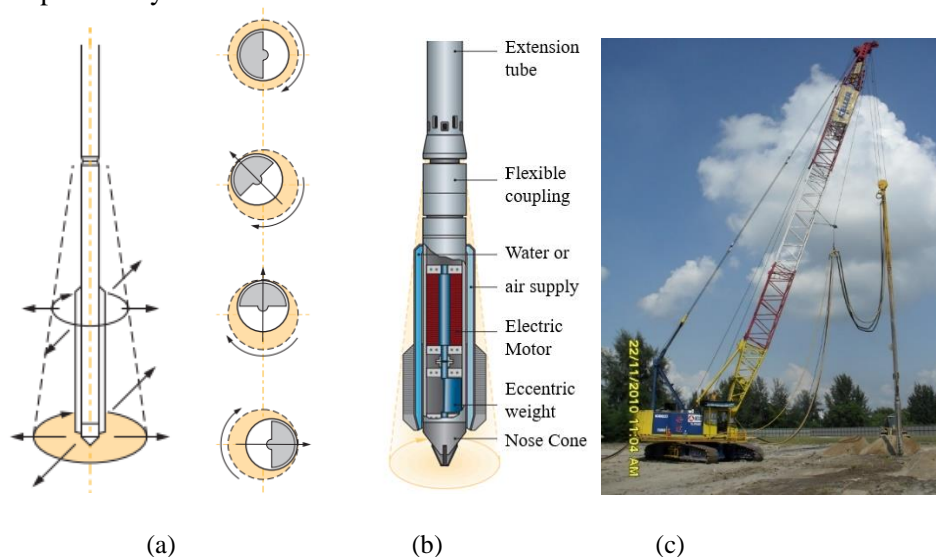 Extension
tube
Flexible
coupling
Water or
air supply
Electric
Motor
Eccentric
weight
Nose Cone
22/11/2010 11:04 AM
(a)
(b)
(c)